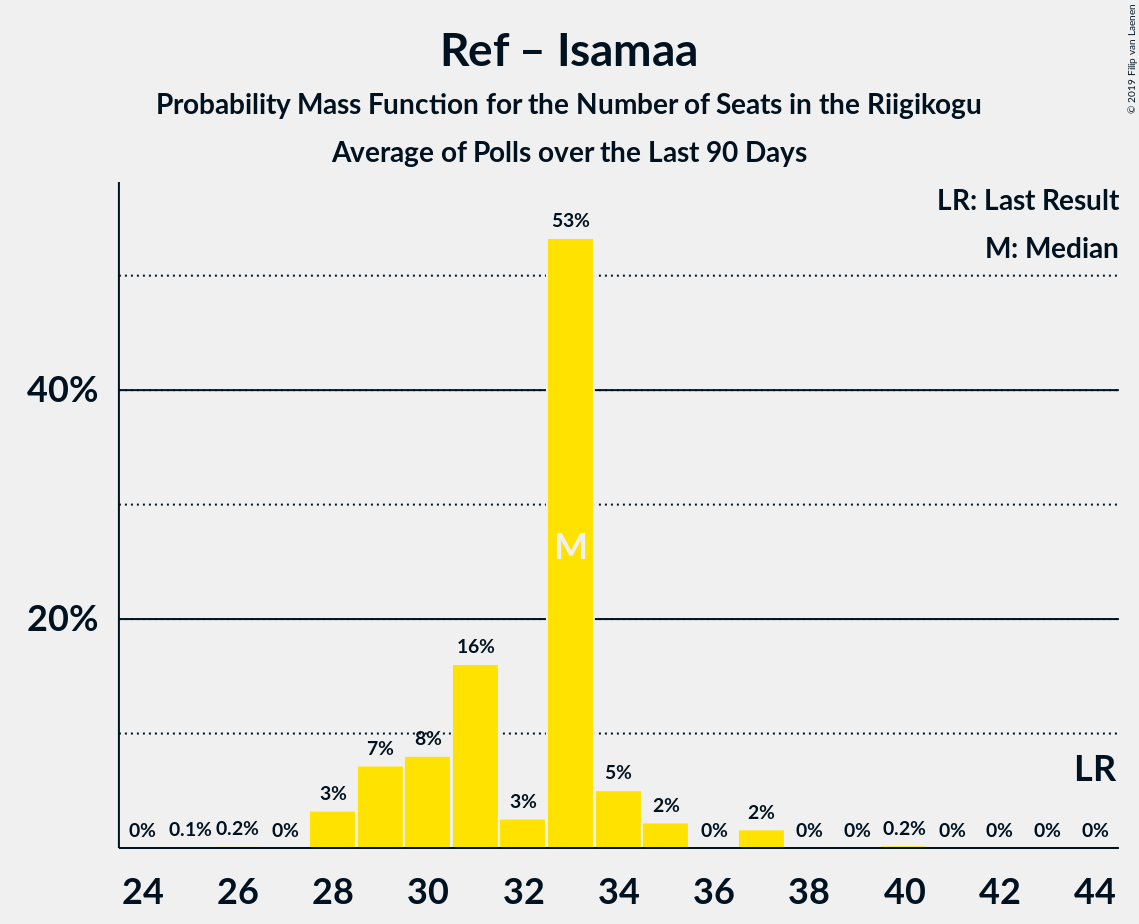 Ref – Isamaa
Probability Mass Function for the Number of Seats in the Riigikogu
Average of Polls over the Last 90 Days
© 2019 Filip van Laenen
LR: Last Result
M: Median
53%
40%
M
20%
16%
7% 8%
3% 3% 5% 2% 2%
0% 0.1% 0.2% 0% 0% 0% 0% 0.2% 0% 0% 0% 0%
LR
24 26 28 30 32 34 36 38 40 42 44